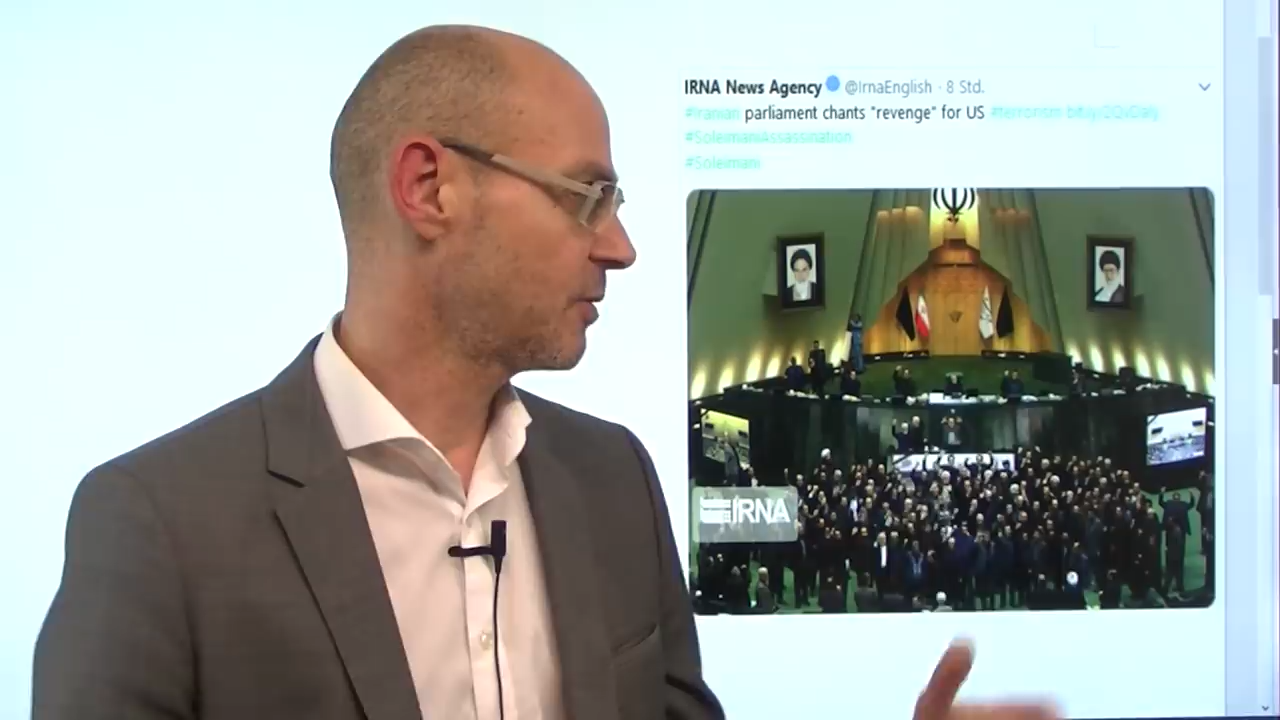 IRNA News Agency @IrnaEnglish · 8 Std.
#Iranian parliament chants "revenge" for US #terrorism
#SoleimaniAssassination
#Soleimani
IRNA